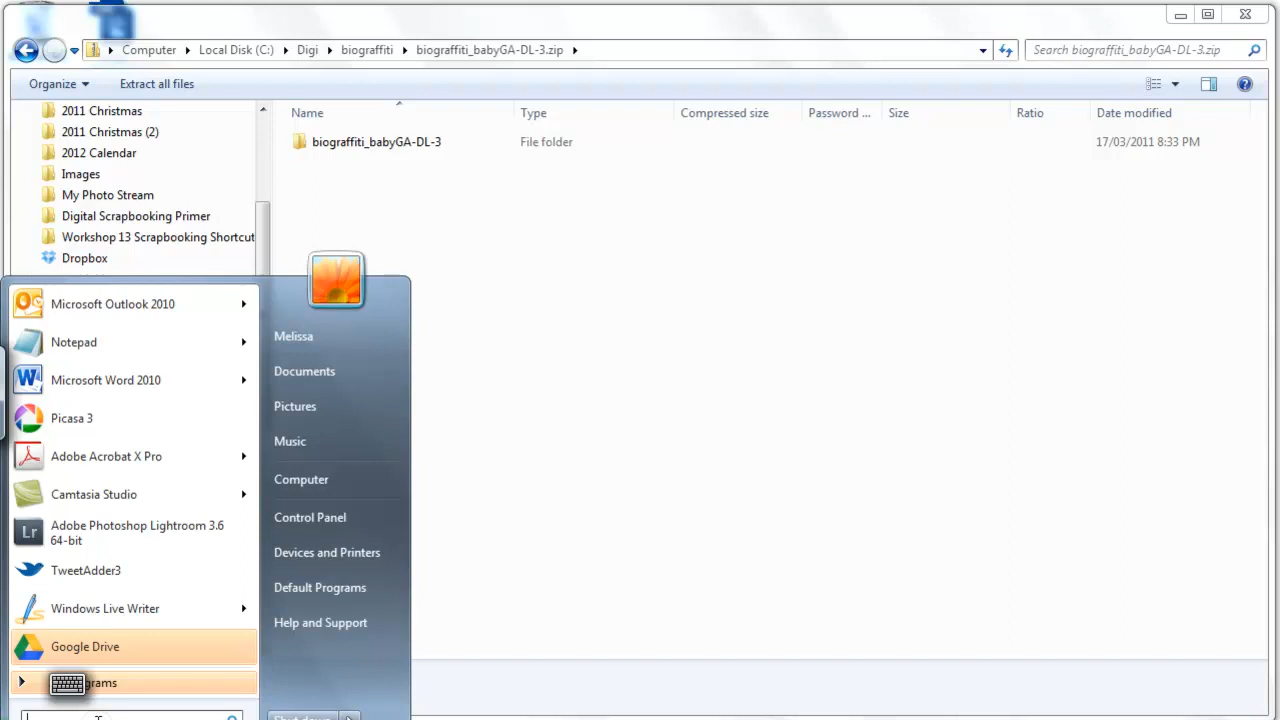 Computer Local Disk (C:) Digi biograffiti biograffiti_babyGA-DL-3.zip Search biograffiti_babyGA-DL-3.zip
Organize Extract all files
Name Type Compressed size Password ... Size Ratio Date modified
biograffiti_babyGA-DL-3 File folder 17/03/2011 8:33 PM
2011 Christmas
2011 Christmas (2)
2012 Calendar
Images
My Photo Stream
Digital Scrapbooking Primer
Workshop 13 Scrapbooking Shortcut
Dropbox
Microsoft Outlook 2010
Notepad
Microsoft Word 2010
Picasa 3
Adobe Acrobat X Pro
Camtasia Studio
Adobe Photoshop Lightroom 3.6
64-bit
TweetAdder3
Windows Live Writer
Google Drive
grams
Melissa
Documents
Pictures
Music
Computer
Control Panel
Devices and Printers
Default Programs
Help and Support
Shut down